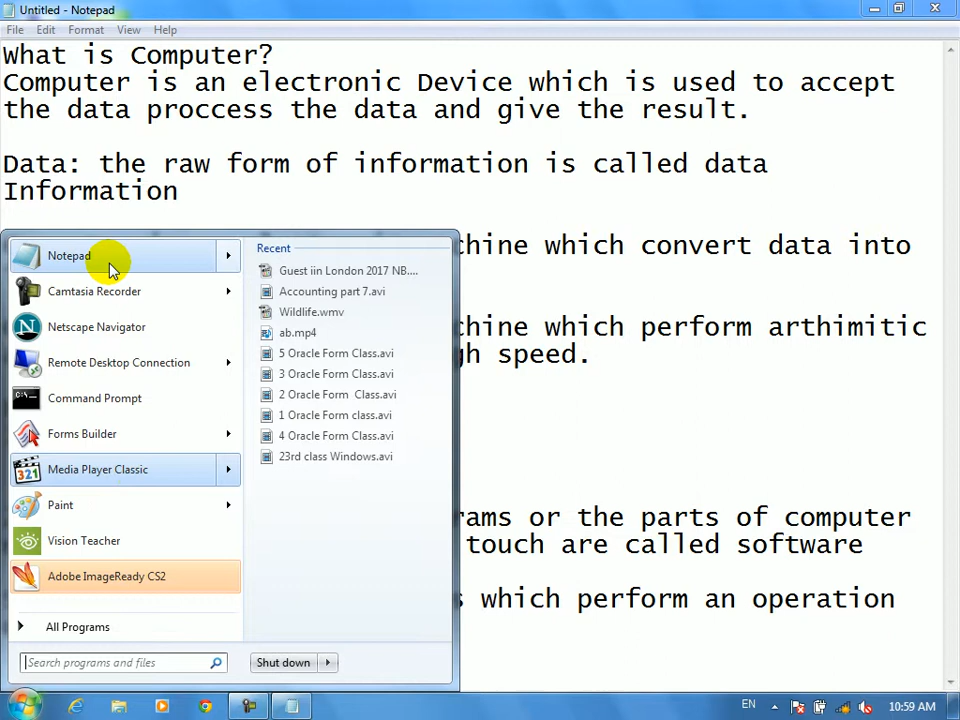 Untitled - Notepad
File Edit Format View Help
What is Computer?
Computer is an electronic Device which is used to accept
the data proccess the data and give the result.
Data: the raw form of information is called data
Information
chine which convert data into
chine which perform arthimitic
gh speed.
rams or the parts of computer
touch are called software
s which perform an operation
Notepad
Camtasia Recorder
Netscape Navigator
Remote Desktop Connection
Command Prompt
Forms Builder
Media Player Classic
Paint
Vision Teacher
Adobe ImageReady CS2
All Programs
Search programs and files
Recent
Guest iin London 2017 NB....
Accounting part 7.avi
Wildlife.wmv
ab.mp4
5 Oracle Form Class.avi
3 Oracle Form Class.avi
2 Oracle Form  Class.avi
1 Oracle Form class.avi
4 Oracle Form Class.avi
23rd class Windows.avi
Shut down
EN
10:59 AM